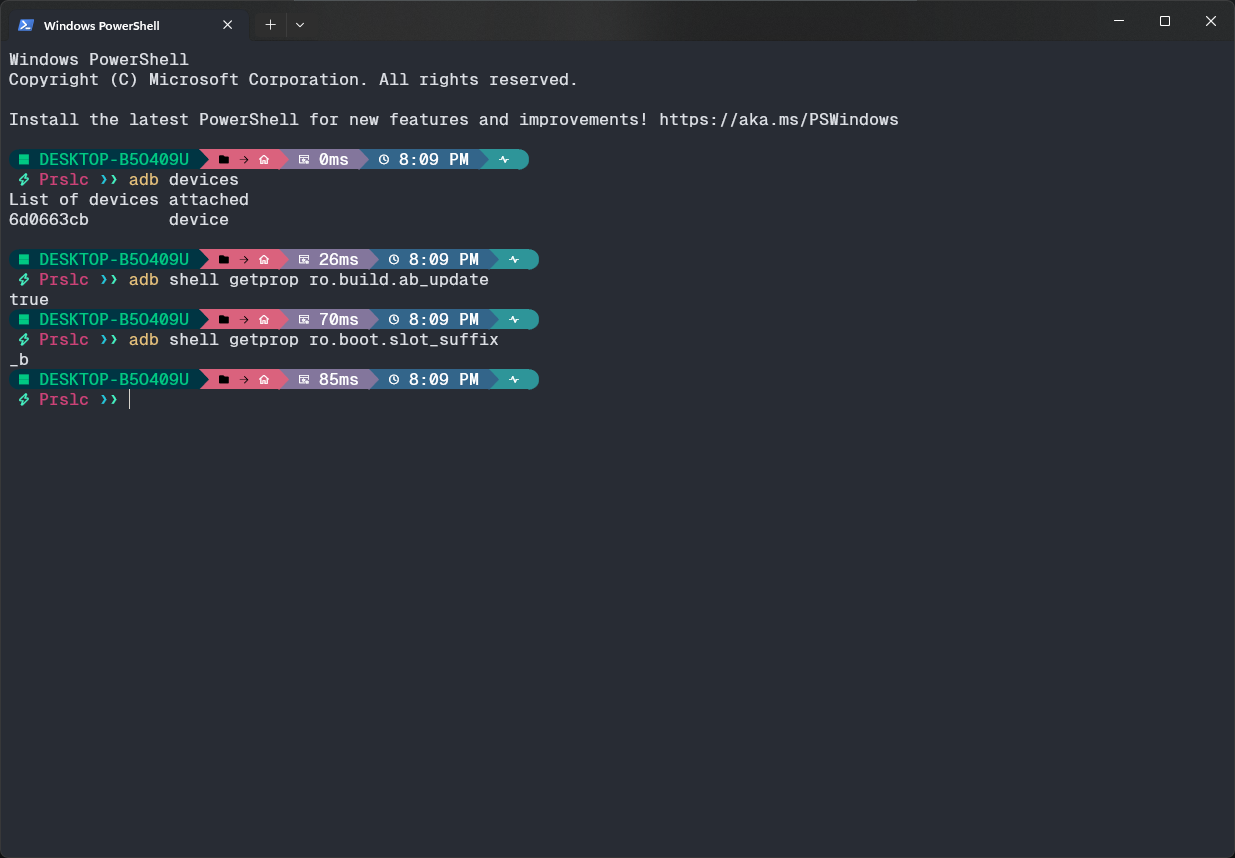 Windows PowerShell
Windows PowerShell
Copyright (C) Microsoft Corporation. All rights reserved.
Install the latest PowerShell for new features and improvements! https://aka.ms/PSWindows
DESKTOP-B5O409U 0ms 8:09 PM
Prslc ❯❯ adb devices
List of devices attached
6d0663cb device
DESKTOP-B5O409U 26ms 8:09 PM
Prslc ❯❯ adb shell getprop ro.build.ab_update
true
DESKTOP-B5O409U 70ms 8:09 PM
Prslc ❯❯ adb shell getprop ro.boot.slot_suffix
_b
DESKTOP-B5O409U 85ms 8:09 PM
Prslc ❯❯